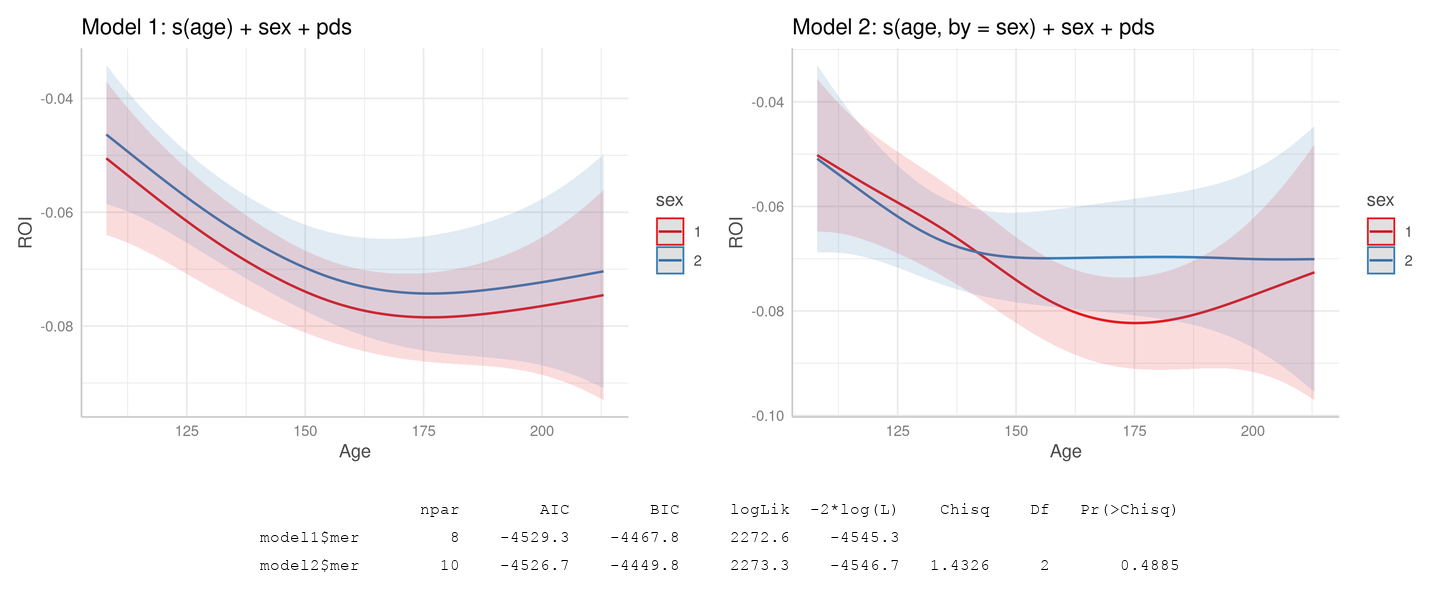 Model 1: s(age) + sex + pds
-0.04
-0.06
-0.08
ROI
125 150 175 200
Age
sex
1
2
Model 2: s(age, by = sex) + sex + pds
-0.04
-0.06
-0.08
-0.10
ROI
125 150 175 200
Age
sex
1
2
npar AIC BIC logLik -2*log(L) Chisq Df Pr(>Chisq)
model1$mer 8 -4529.3 -4467.8 2272.6 -4545.3
model2$mer 10 -4526.7 -4449.8 2273.3 -4546.7 1.4326 2 0.4885